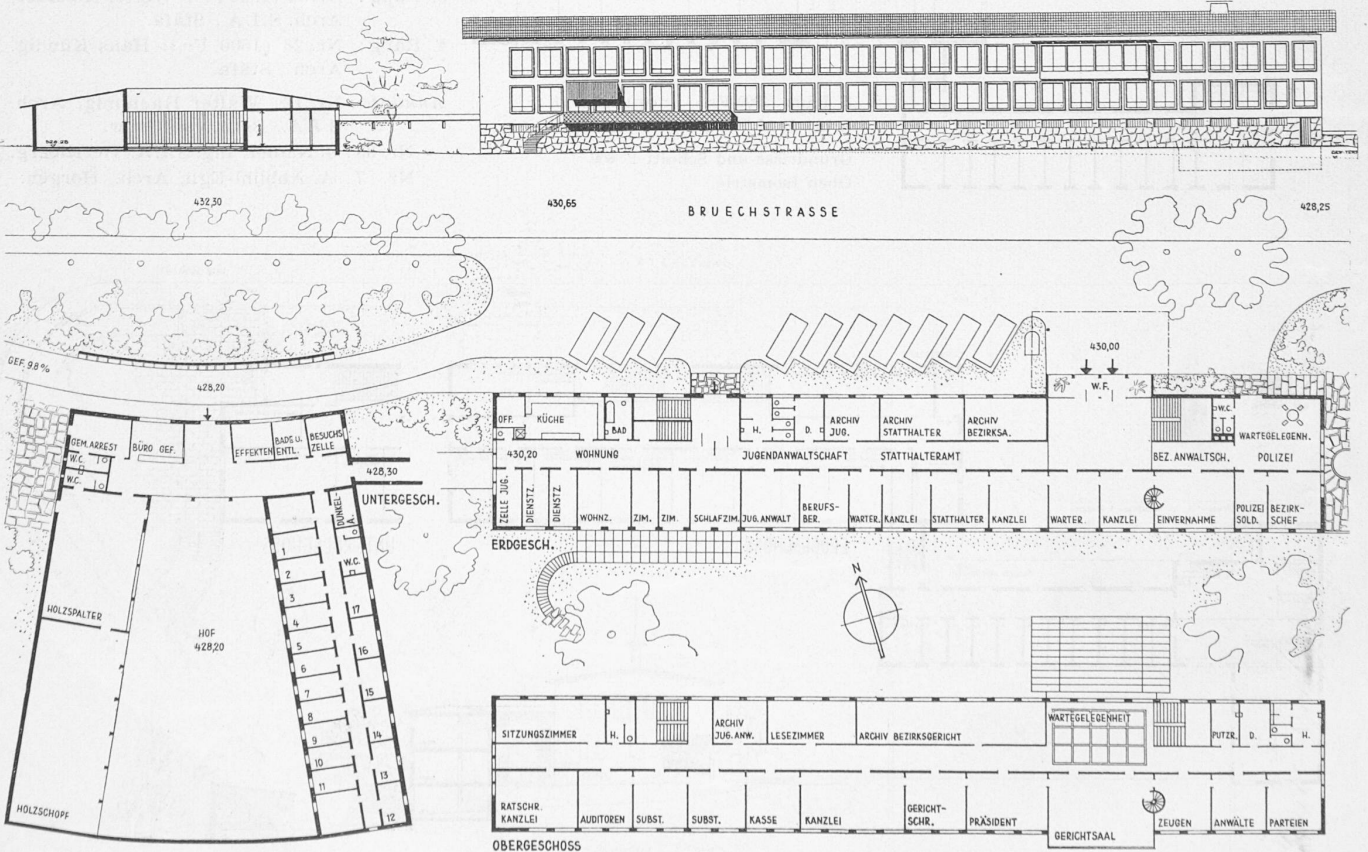 432,30
430,65
BRUECHSTRASSE
428,25
GEF. 9,8 %
428,20
430,00
W.F.
GEM. ARREST
W.C.
W.C.
BÜRO GEF.
EFFEKTEN
BADG U.
ENTL.
BESUCHS
ZELLE
428,30
UNTERGESCH.
DUNKEL-
A.
W.C.
1
2
3
4
5
6
7
8
9
10
11
17
16
15
14
13
12
HOLZSPALTER
HOF
428,20
HOLZSCHOPF
OFF.
KÜCHE
BAD
H.
D.
ARCHIV
JUG.
ARCHIV
STATTHALTER
ARCHIV
BEZIRKSA.
W.C.
WARTEGELEGENH.
430,20
WOHNUNG
JUGENDANWALTSCHAFT
STATTHALTERAMT
BEZ. ANWALTSCH.
POLIZEI
ZELLE JUG.
DIENSTZ.
DIENSTZ.
WOHNZ.
ZIM.
ZIM.
SCHLAFZIM.
JUG. ANWALT
BERUFS-
BER.
WARTER.
KANZLEI
STATTHALTER
KANZLEI
WARTER
KANZLEI
EINVERNAHME
POLIZEI
SOLD.
BEZIRK-
SCHEF
ERDGESCH.
N
SITZUNGSZIMMER
H.
ARCHIV
JUG. ANW.
LESEZIMMER
ARCHIV BEZIRKSGERICHT
WARTEGELEGENHEIT
PUTZR.
D.
H.
RATSCHR.
KANZLEI
AUDITOREN
SUBST.
SUBST.
KASSE
KANZLEI
GERICHT-
SCHR.
PRÄSIDENT
GERICHTSAAL
ZEUGEN
ANWÄLTE
PARTEIEN
OBERGESCHOSS